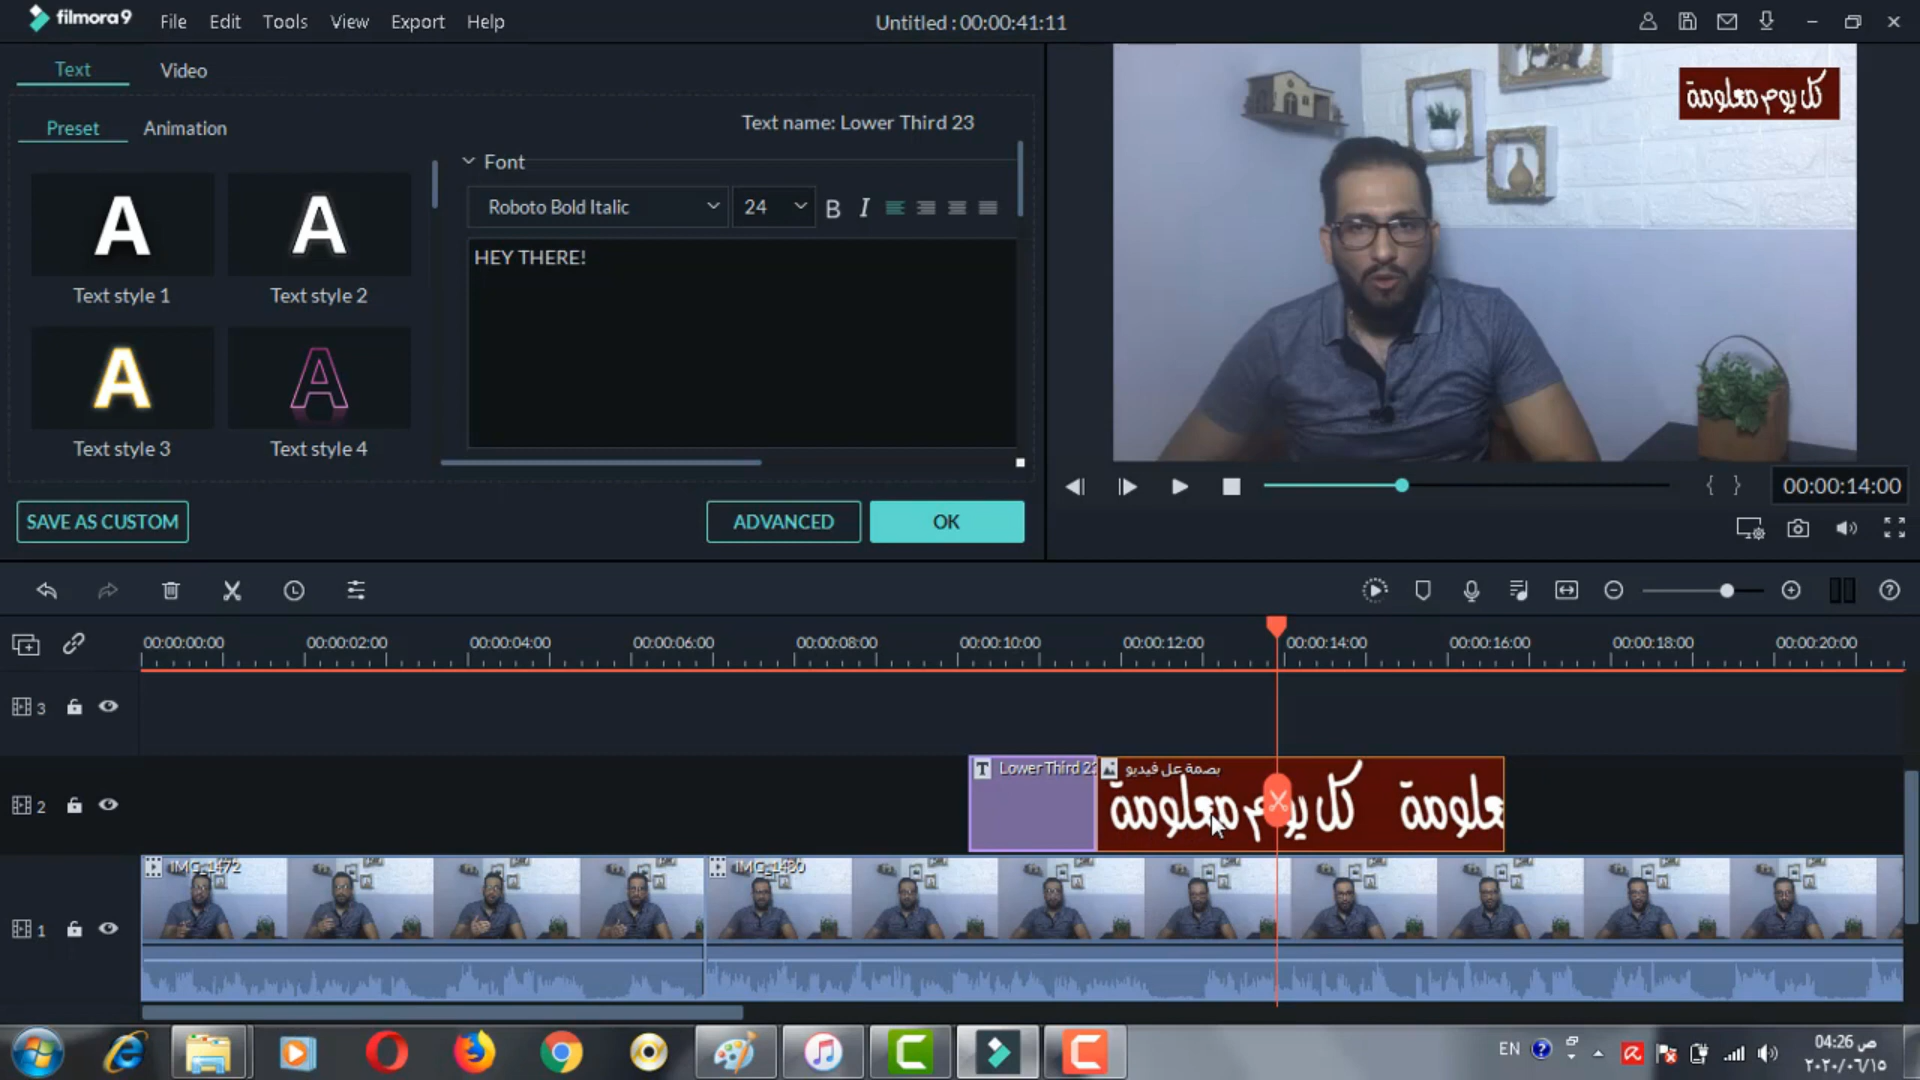 filmora9 File Edit Tools View Export Help Untitled : 00:00:41:11
Text Video
Preset Animation Text name: Lower Third 23
Font
Roboto Bold Italic 24 B I
HEY THERE!
A A
Text style 1 Text style 2
A A
Text style 3 Text style 4
SAVE AS CUSTOM ADVANCED OK
كل يوم معلومة
{ } 00:00:14:00
00:00:00:00 00:00:02:00 00:00:04:00 00:00:06:00 00:00:08:00 00:00:10:00 00:00:12:00 00:00:14:00 00:00:16:00 00:00:18:00 00:00:20:00
3
T Lower Third 23 بصمة عل فيديو
2 كل يوم معلومة معلومة
IMG_1472 IMG_1480
1
EN 04:26 ص
٢٠٢٠/٠٦/١٥